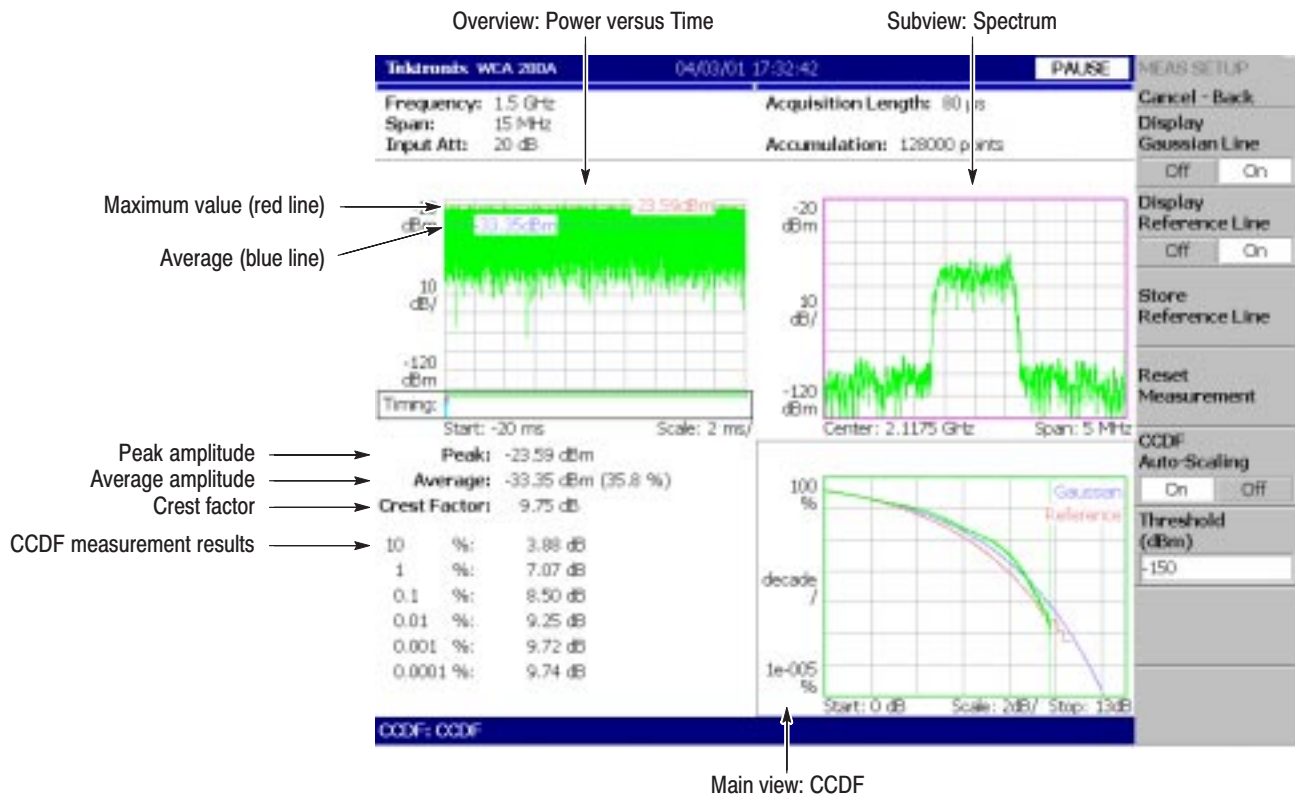 Overview: Power versus Time
Subview: Spectrum
Tektronix WCA 200A 04/03/01 17:32:42 PAUSE
MEAS SETUP
Frequency: 1.5 GHz
Span: 15 MHz
Input Att: 20 dB
Acquisition Length: 80 µs
Accumulation: 128000 points
Cancel - Back
Display
Gaussian Line
Off On
Display
Reference Line
Off On
Store
Reference Line
Reset
Measurement
CCDF
Auto-Scaling
On Off
Threshold
(dBm)
-150
Maximum value (red line)
Average (blue line)
dBm
-23.59dBm
-33.35dBm
10
dB/
-120
dBm
Timing:
Start: -20 ms Scale: 2 ms/
-20
dBm
10
dB/
-120
dBm
Center: 2.1175 GHz Span: 5 MHz
Peak amplitude
Average amplitude
Crest factor
CCDF measurement results
Peak: -23.59 dBm
Average: -33.35 dBm (35.8 %)
Crest Factor: 9.75 dB
10 %: 3.88 dB
1 %: 7.07 dB
0.1 %: 8.50 dB
0.01 %: 9.25 dB
0.001 %: 9.72 dB
0.0001 %: 9.74 dB
100
%
Gaussian
Reference
decade
/
1e-005
%
Start: 0 dB Scale: 2dB/ Stop: 13dB
CCDF: CCDF
Main view: CCDF